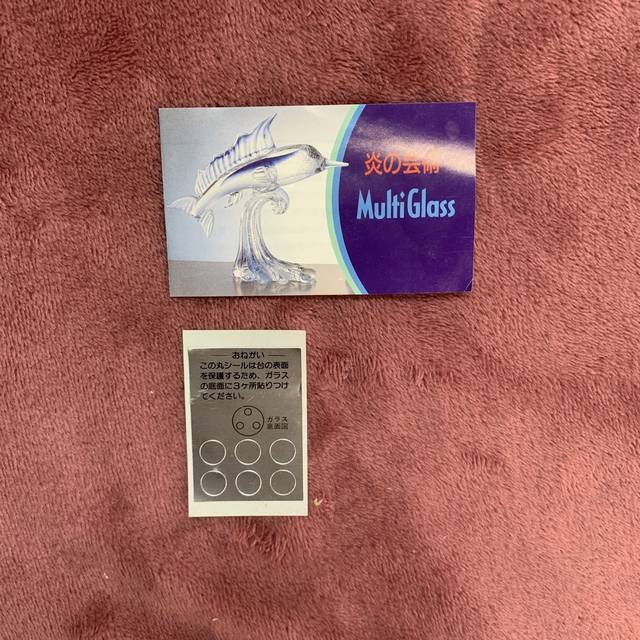 炎の芸術
MultiGlass
おねがい
この丸シールは台の表面
を保護するため、ガラス
の底面に3ヶ所貼りつけ
てください。
ガラス
底面図